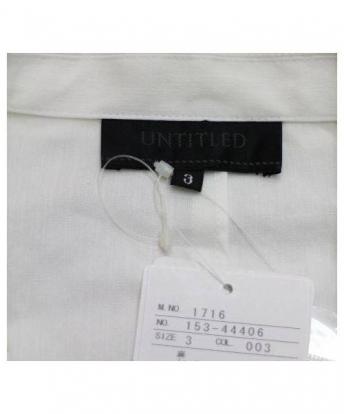 UNTITLED
3
M.NO 1716
NO. 153-44406
SIZE 3 COL. 003